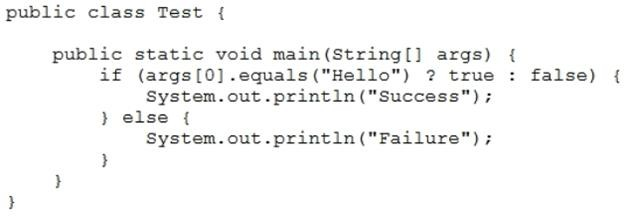 public class Test {
    public static void main(String[] args) {
        if (args[0].equals("Hello") ? true : false) {
            System.out.println("Success");
        } else {
            System.out.println("Failure");
        }
    }
}